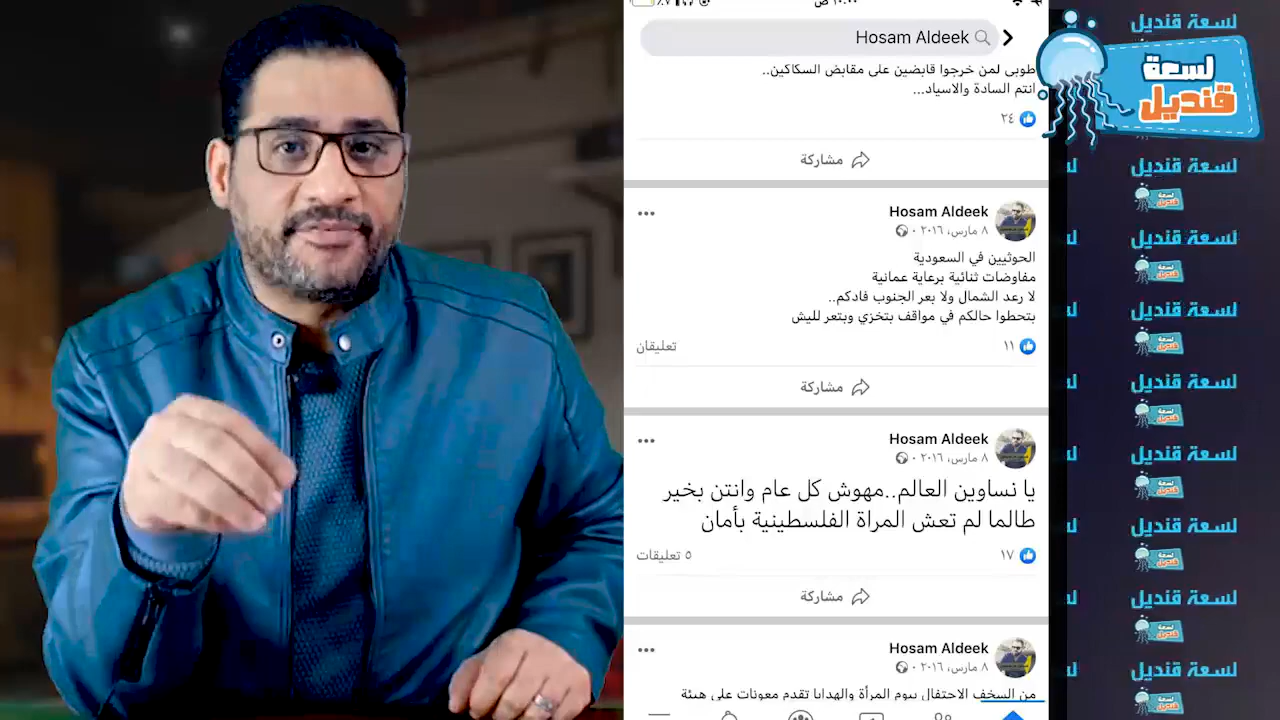 ١٠:٠٠ ص
٪٧
Hosam Aldeek
طوبى لمن خرجوا قابضين على مقابض السكاكين..
انتم السادة والاسياد...
٢٤
مشاركة
Hosam Aldeek
٨ مارس، ٢٠١٦
الحوثيين في السعودية
مفاوضات ثنائية برعاية عمانية
لا رعد الشمال ولا بعر الجنوب فادكم..
بتحطوا حالكم في مواقف بتخزي وبتعر لليش
١١
تعليقان
مشاركة
Hosam Aldeek
٨ مارس، ٢٠١٦
يا نساوين العالم..مهوش كل عام وانتن بخير
طالما لم تعش المراة الفلسطينية بأمان
١٧
٥ تعليقات
مشاركة
Hosam Aldeek
٨ مارس، ٢٠١٦
من السخف الاحتفال بيوم المرأة والهدايا تقدم معونات على هيئة
لسعة
قنديل
لسعة قنديل
لسعة قنديل
لسعة قنديل
لسعة قنديل
لسعة قنديل
لسعة قنديل
لسعة قنديل
لسعة قنديل
لسعة قنديل